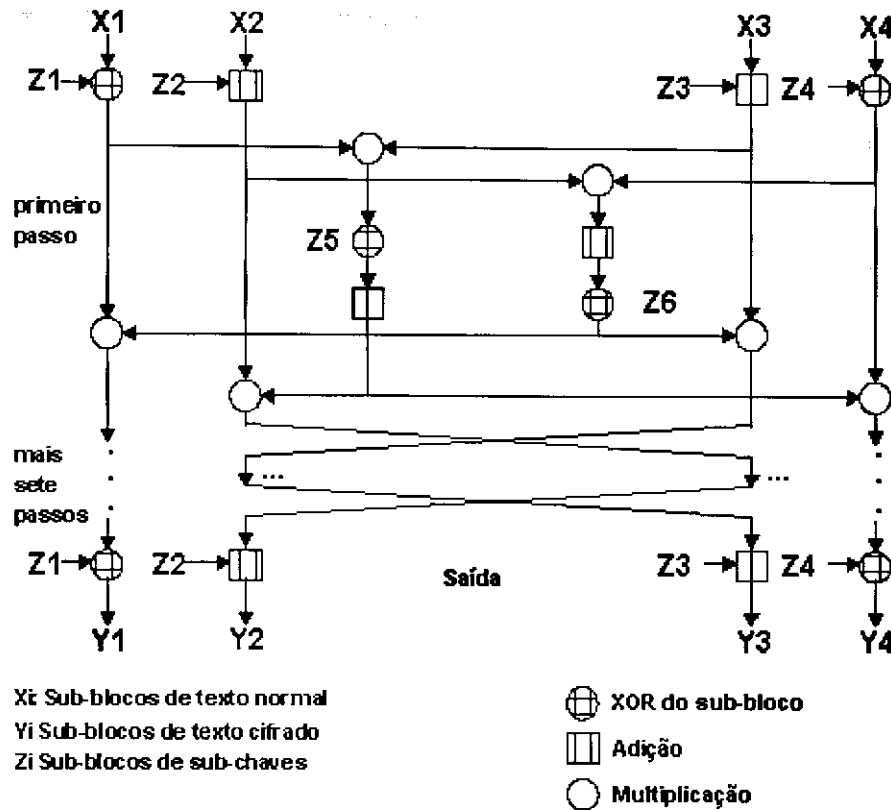 X1 X2 X3 X4
Z1 Z2 Z3 Z4
primeiro
passo
Z5 Z6
mais
sete
passos
... ...
Z1 Z2 Saída Z3 Z4
Y1 Y2 Y3 Y4
Xi: Sub-blocos de texto normal
Yi Sub-blocos de texto cifrado
Zi Sub-blocos de sub-chaves
XOR do sub-bloco
Adição
Multiplicação